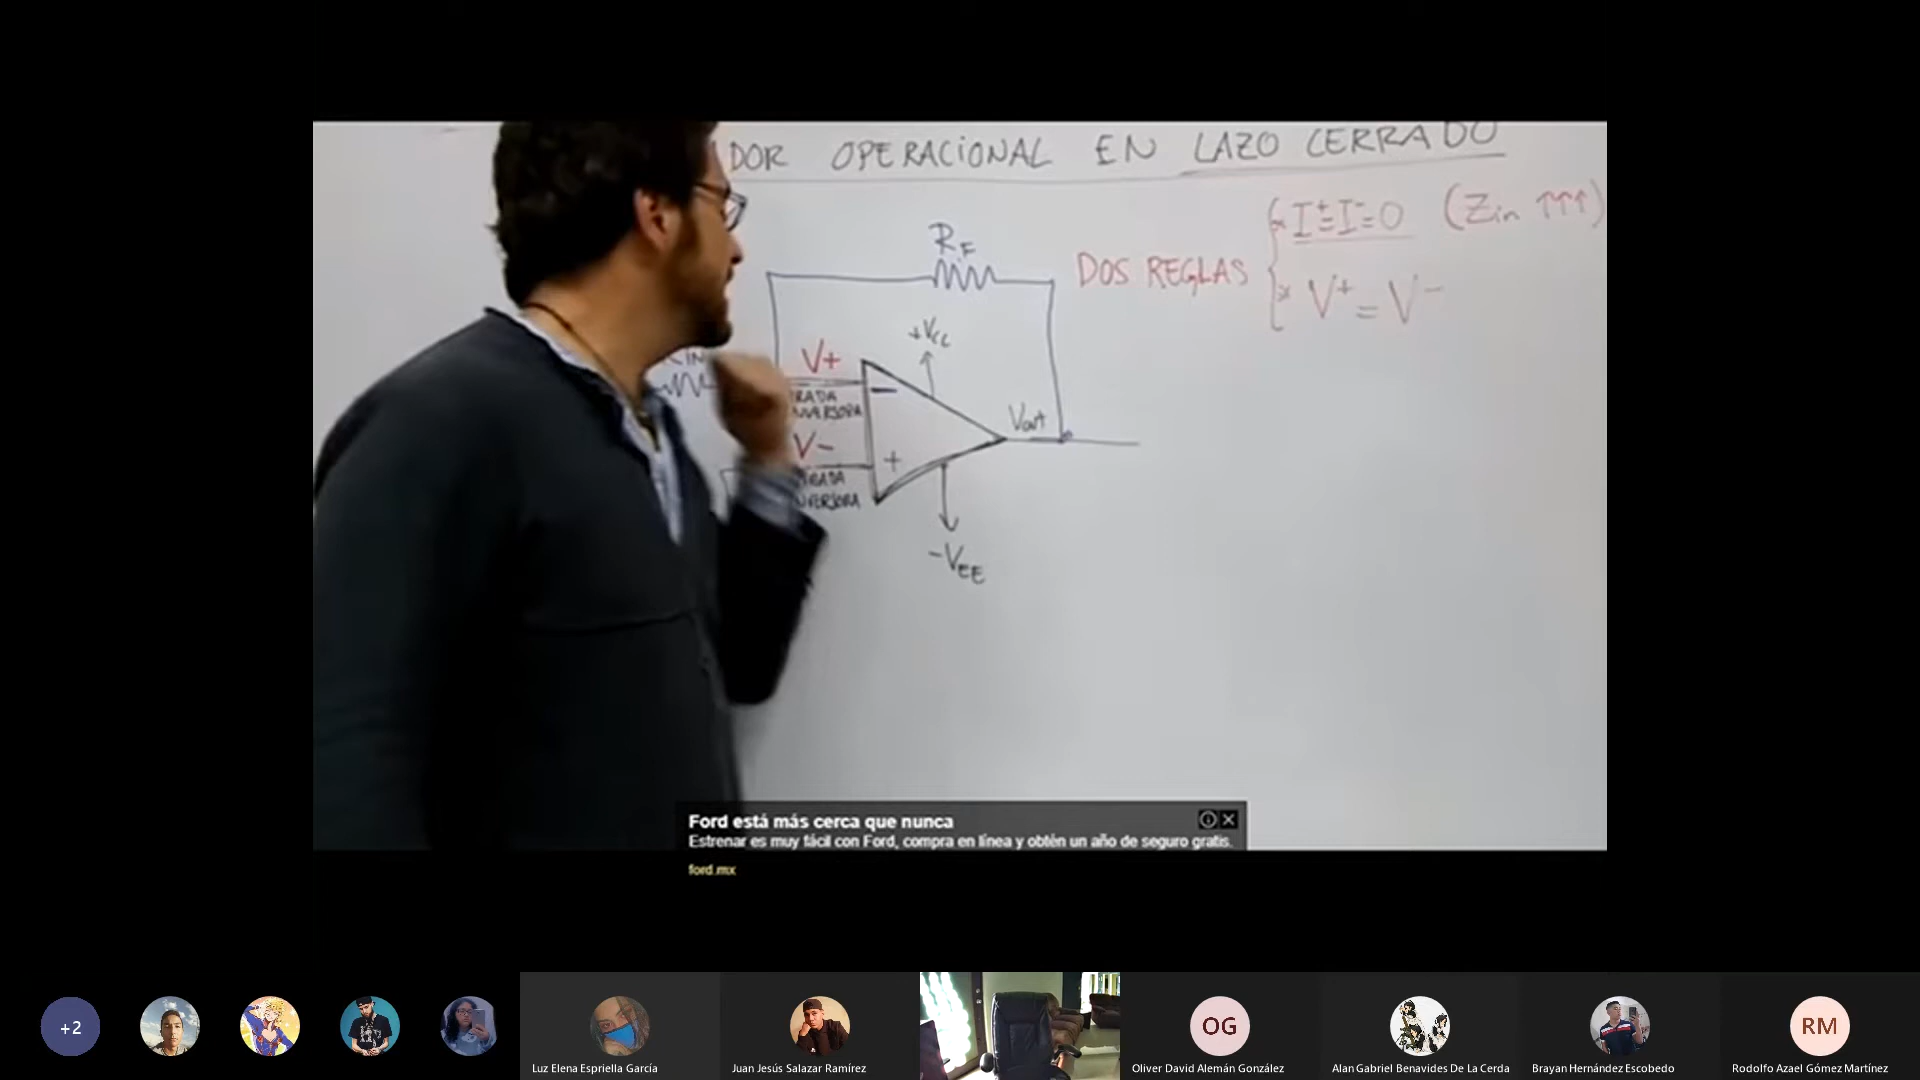 DOR OPERACIONAL EN LAZO CERRADO
RF
DOS REGLAS
* I+=I-=0 (Zin ↑↑↑)
* V+ = V-
+VCC
V+
-
RADA
VERSORA
Vout
V-
+
VERSORA
-VEE
Ford está más cerca que nunca
Estrenar es muy fácil con Ford, compra en línea y obtén un año de seguro gratis.
ford.mx
+2
Luz Elena Espriella García
Juan Jesús Salazar Ramírez
OG
Oliver David Alemán González
Alan Gabriel Benavides De La Cerda
Brayan Hernández Escobedo
RM
Rodolfo Azael Gómez Martínez